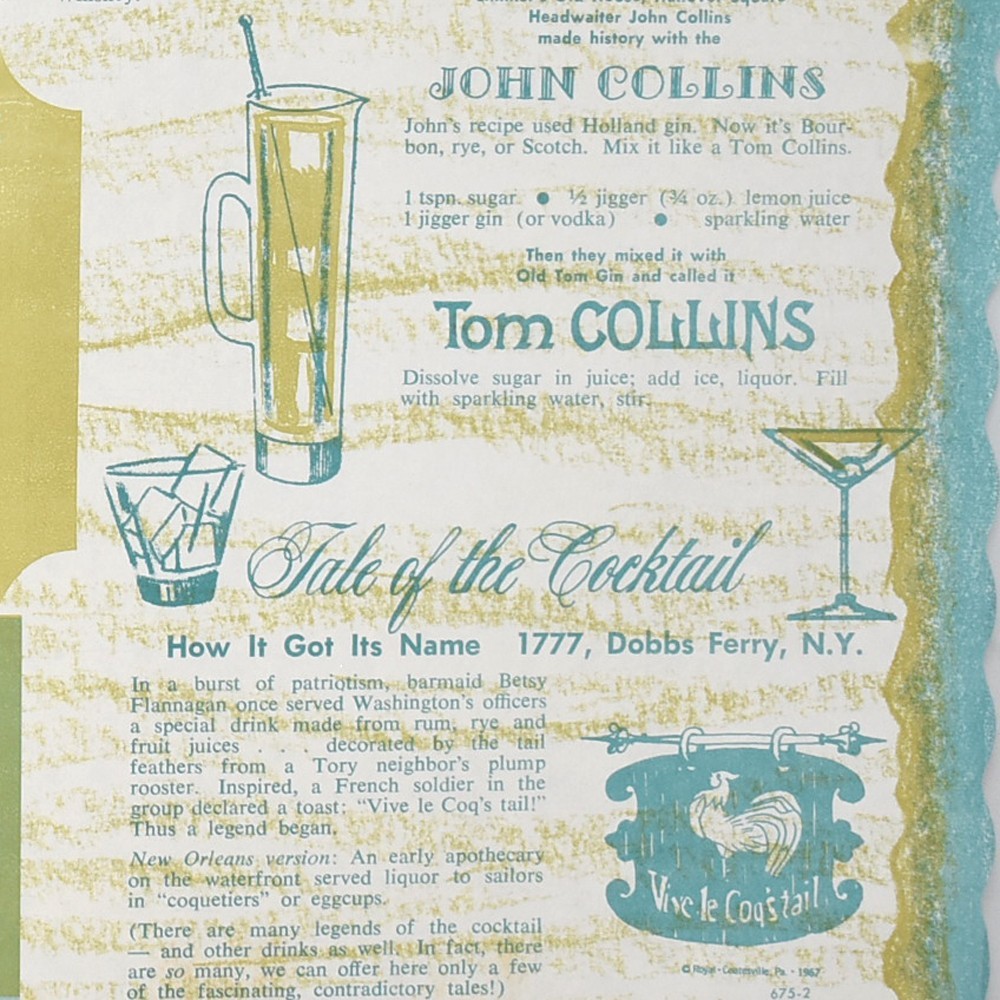 Headwaiter John Collins
made history with the
JOHN COLLINS
John's recipe used Holland gin. Now it's Bour-
bon, rye, or Scotch. Mix it like a Tom Collins.
1 tspn. sugar ● ½ jigger (¾ oz.) lemon juice
1 jigger gin (or vodka) ● sparkling water
Then they mixed it with
Old Tom Gin and called it
Tom COLLINS
Dissolve sugar in juice; add ice, liquor. Fill
with sparkling water, stir.
Tale of the Cocktail
How It Got Its Name 1777, Dobbs Ferry, N.Y.
In a burst of patriotism, barmaid Betsy
Flannagan once served Washington's officers
a special drink made from rum, rye and
fruit juices . . . decorated by the tail
feathers from a Tory neighbor's plump
rooster. Inspired, a French soldier in the
group declared a toast: "Vive le Coq's tail!"
Thus a legend began.
New Orleans version: An early apothecary
on the waterfront served liquor to sailors
in "coquetiers" or eggcups.
(There are many legends of the cocktail
— and other drinks as well. In fact, there
are so many, we can offer here only a few
of the fascinating, contradictory tales!)
Vive le Coq's tail
© Royal - Coatesville, Pa. - 1967
675-2